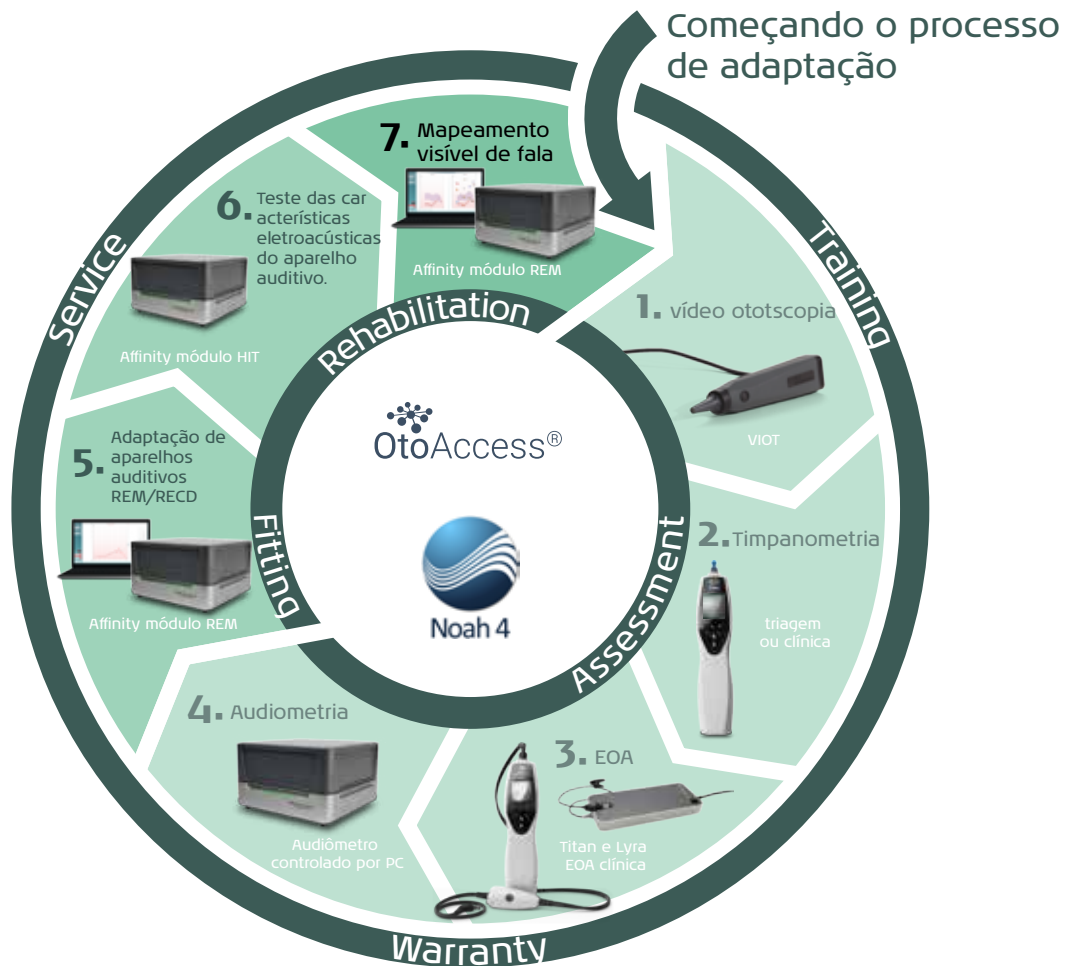 Começando o processo
de adaptação
7. Mapeamento
visível de fala
Affinity módulo REM
6. Teste das car
acterísticas
eletroacústicas
do aparelho
auditivo.
Affinity módulo HIT
1. vídeo ototscopia
VIOT
5. Adaptação de
aparelhos
auditivos
REM/RECD
Affinity módulo REM
2. Timpanometria
triagem
ou clínica
4. Audiometria
Audiômetro
controlado por PC
3. EOA
Titan e Lyra
EOA clínica
Service
Training
Warranty
Rehabilitation
Fitting
Assessment
OtoAccess®
Noah 4